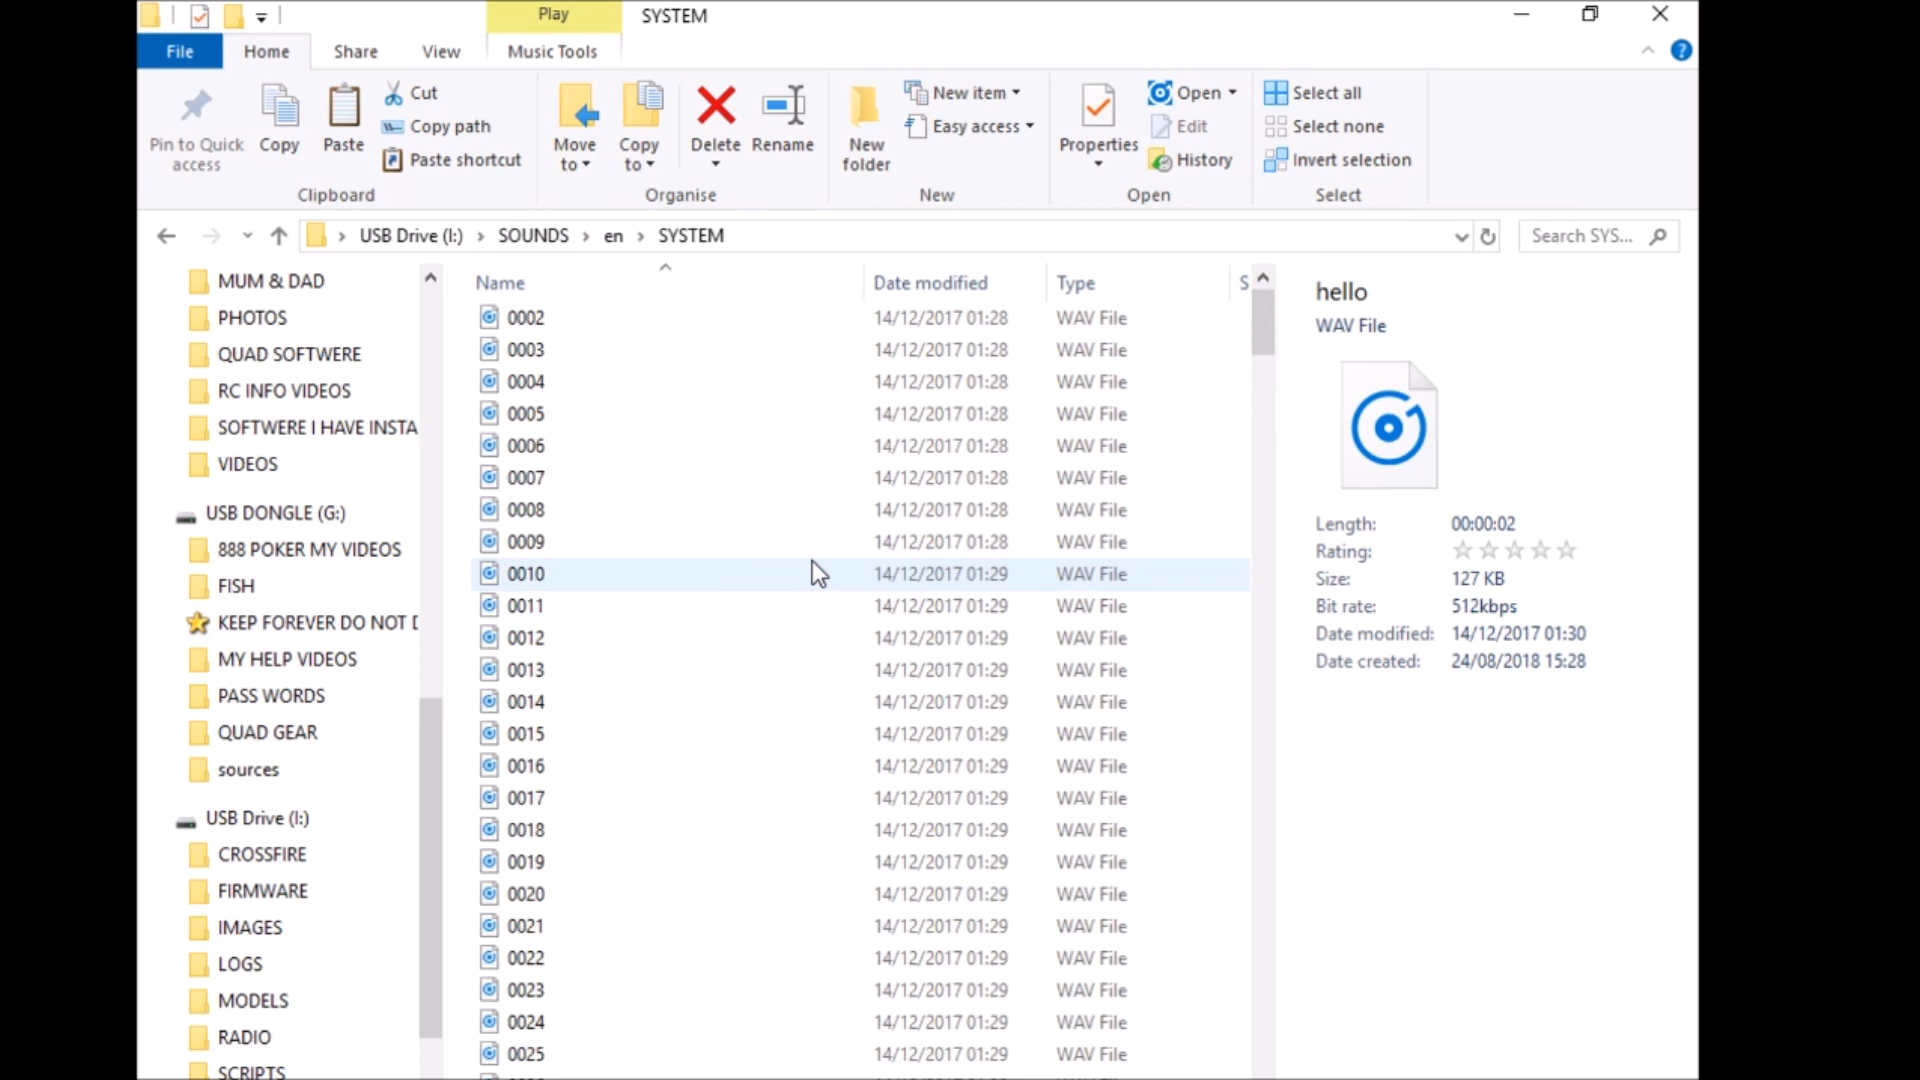 Play
SYSTEM
File
Home
Share
View
Music Tools
Pin to Quick
access
Copy
Paste
Cut
Copy path
Paste shortcut
Clipboard
Move
to
Copy
to
Delete
Rename
Organise
New
folder
New item
Easy access
New
Properties
Open
Edit
History
Open
Select all
Select none
Invert selection
Select
USB Drive (I:) › SOUNDS › en › SYSTEM
Search SYS...
MUM & DAD
PHOTOS
QUAD SOFTWERE
RC INFO VIDEOS
SOFTWERE I HAVE INSTA
VIDEOS
USB DONGLE (G:)
888 POKER MY VIDEOS
FISH
KEEP FOREVER DO NOT
MY HELP VIDEOS
PASS WORDS
QUAD GEAR
sources
USB Drive (I:)
CROSSFIRE
FIRMWARE
IMAGES
LOGS
MODELS
RADIO
SCRIPTS
Name Date modified Type S
0002 14/12/2017 01:28 WAV File
0003 14/12/2017 01:28 WAV File
0004 14/12/2017 01:28 WAV File
0005 14/12/2017 01:28 WAV File
0006 14/12/2017 01:28 WAV File
0007 14/12/2017 01:28 WAV File
0008 14/12/2017 01:28 WAV File
0009 14/12/2017 01:28 WAV File
0010 14/12/2017 01:29 WAV File
0011 14/12/2017 01:29 WAV File
0012 14/12/2017 01:29 WAV File
0013 14/12/2017 01:29 WAV File
0014 14/12/2017 01:29 WAV File
0015 14/12/2017 01:29 WAV File
0016 14/12/2017 01:29 WAV File
0017 14/12/2017 01:29 WAV File
0018 14/12/2017 01:29 WAV File
0019 14/12/2017 01:29 WAV File
0020 14/12/2017 01:29 WAV File
0021 14/12/2017 01:29 WAV File
0022 14/12/2017 01:29 WAV File
0023 14/12/2017 01:29 WAV File
0024 14/12/2017 01:29 WAV File
0025 14/12/2017 01:29 WAV File
hello
WAV File
Length: 00:00:02
Rating:
Size: 127 KB
Bit rate: 512kbps
Date modified: 14/12/2017 01:30
Date created: 24/08/2018 15:28